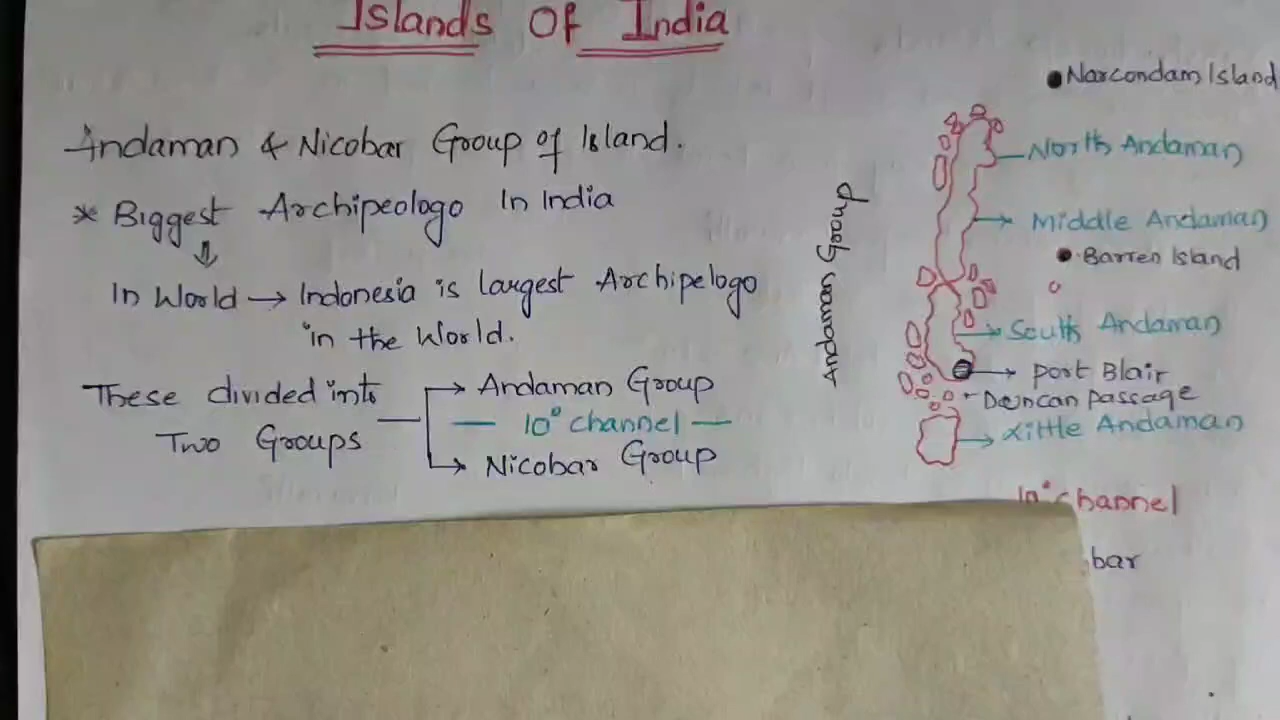 Islands Of India
Andaman & Nicobar Group of Island.
* Biggest Archipeologo In India
⇓
In World → Indonesia is largest Archipelogo
in the World.
These divided into
Two Groups
→ Andaman Group
— 10° channel —
→ Nicobar Group
Andaman Group
Narcondam Island
North Andaman
→ Middle Andaman
Barren Island
→ South Andaman
→ port Blair
Duncan passage
→ Little Andaman
10° channel
bar